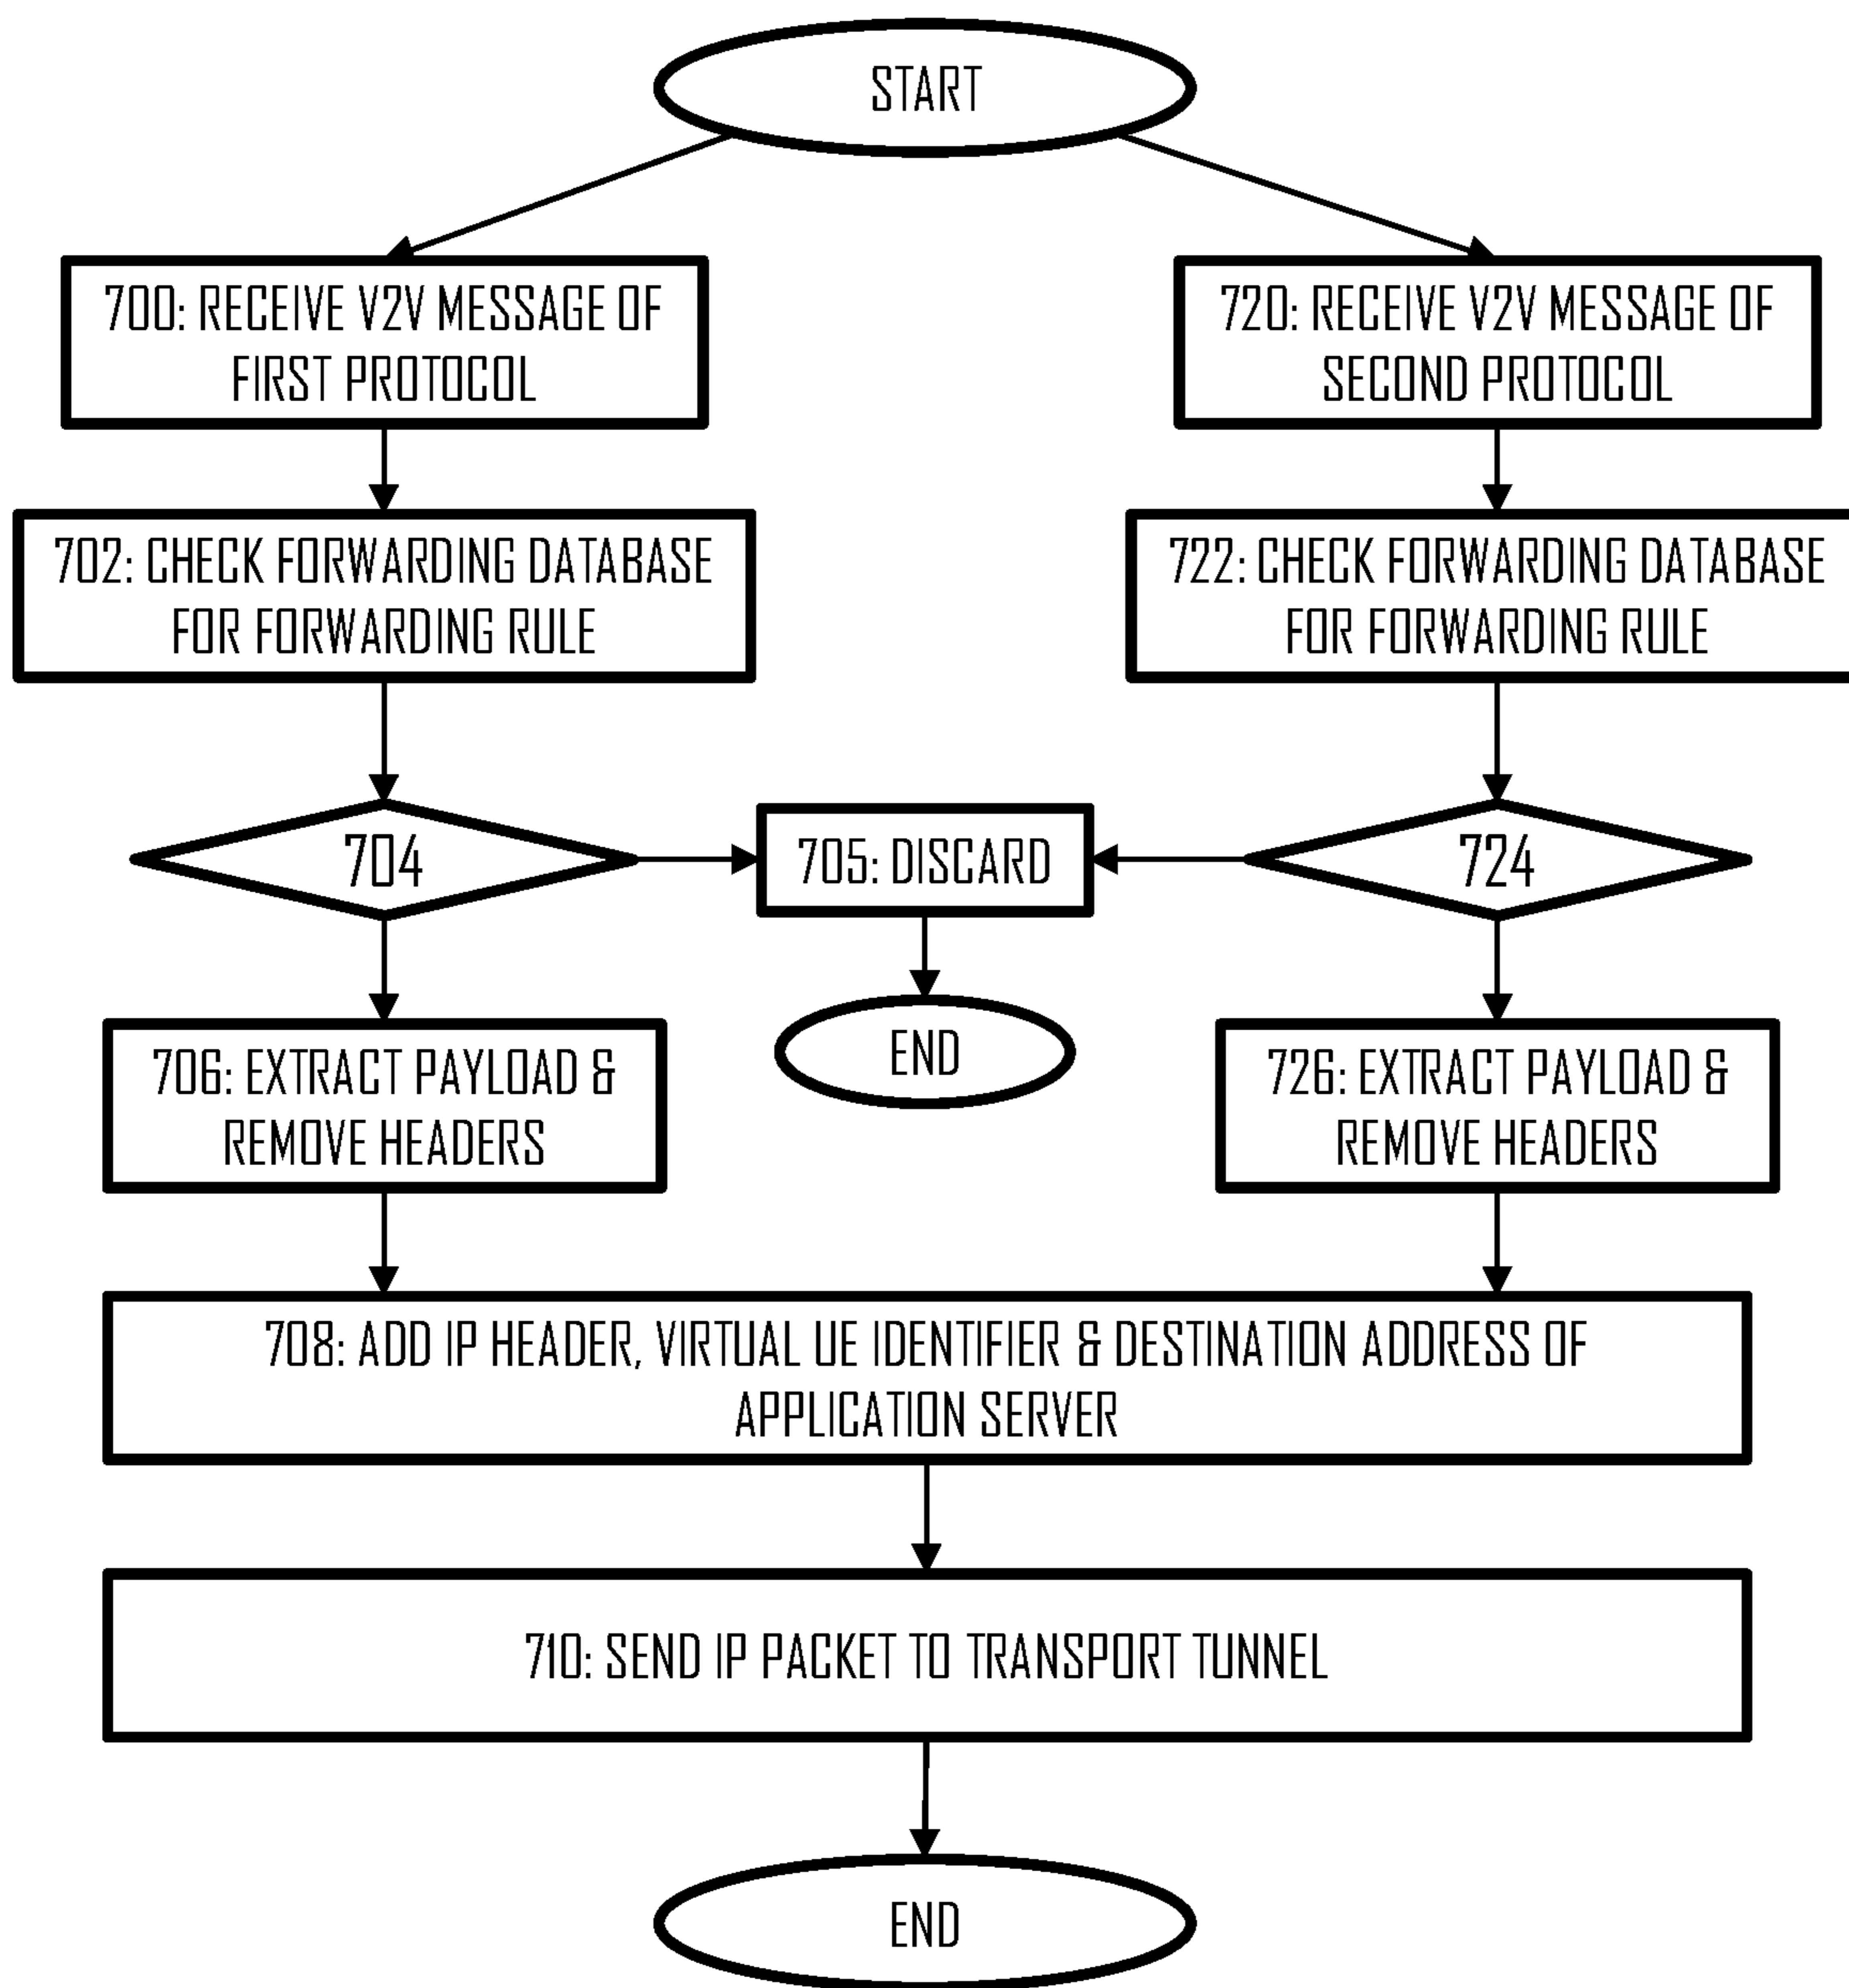 START
700: RECEIVE V2V MESSAGE OF
FIRST PROTOCOL
720: RECEIVE V2V MESSAGE OF
SECOND PROTOCOL
702: CHECK FORWARDING DATABASE
FOR FORWARDING RULE
722: CHECK FORWARDING DATABASE
FOR FORWARDING RULE
704
705: DISCARD
724
END
706: EXTRACT PAYLOAD &
REMOVE HEADERS
726: EXTRACT PAYLOAD &
REMOVE HEADERS
708: ADD IP HEADER, VIRTUAL UE IDENTIFIER & DESTINATION ADDRESS OF
APPLICATION SERVER
710: SEND IP PACKET TO TRANSPORT TUNNEL
END